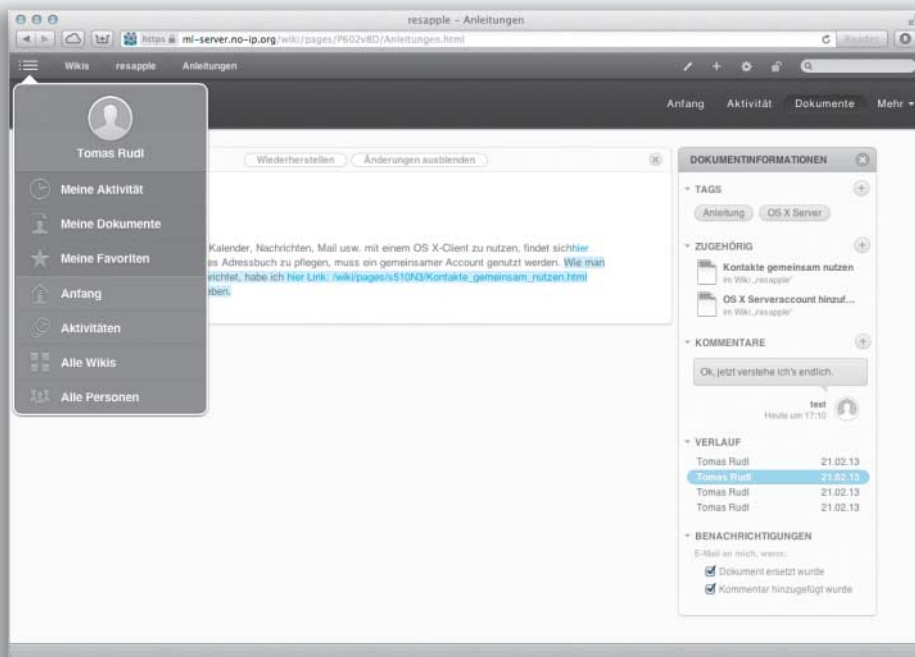 resapple – Anleitungen
https ml-server.no-ip.org/wiki/pages/P602v8D/Anleitungen.html
Reader
Wikis resapple Anleitungen
Anfang Aktivität Dokumente Mehr
Tomas Rudl
Meine Aktivität
Meine Dokumente
Meine Favoriten
Anfang
Aktivitäten
Alle Wikis
Alle Personen
Wiederherstellen Änderungen ausblenden
Kalender, Nachrichten, Mail usw. mit einem OS X-Client zu nutzen, findet sichhier
as Adressbuch zu pflegen, muss ein gemeinsamer Account genutzt werden. Wie man
richtet, habe ich hier Link: /wiki/pages/s510N3/Kontakte_gemeinsam_nutzen.html
eben.
DOKUMENTINFORMATIONEN
TAGS
Anleitung OS X Server
ZUGEHÖRIG
Kontakte gemeinsam nutzen
im Wiki „resapple“
OS X Serveraccount hinzuf...
im Wiki „resapple“
KOMMENTARE
Ok, jetzt verstehe ich's endlich.
test
Heute um 17:10
VERLAUF
Tomas Rudl 21.02.13
Tomas Rudl 21.02.13
Tomas Rudl 21.02.13
Tomas Rudl 21.02.13
BENACHRICHTIGUNGEN
E-Mail an mich, wenn:
Dokument ersetzt wurde
Kommentar hinzugefügt wurde